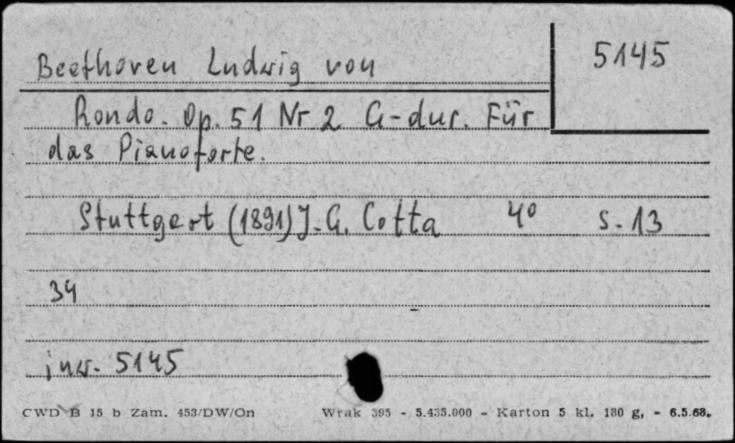 5145
Beethoven Ludwig von
Rondo. Op. 51 Nr 2 G-dur. Für
das Pianoforte.
Stuttgart (1891) J. G. Cotta 4° s. 13
34
inw. 5145
CWD B 15 b Zam. 453/DW/On Wrak 395 - 5.435.000 - Karton 5 kl. 180 g. - 6.5.68.